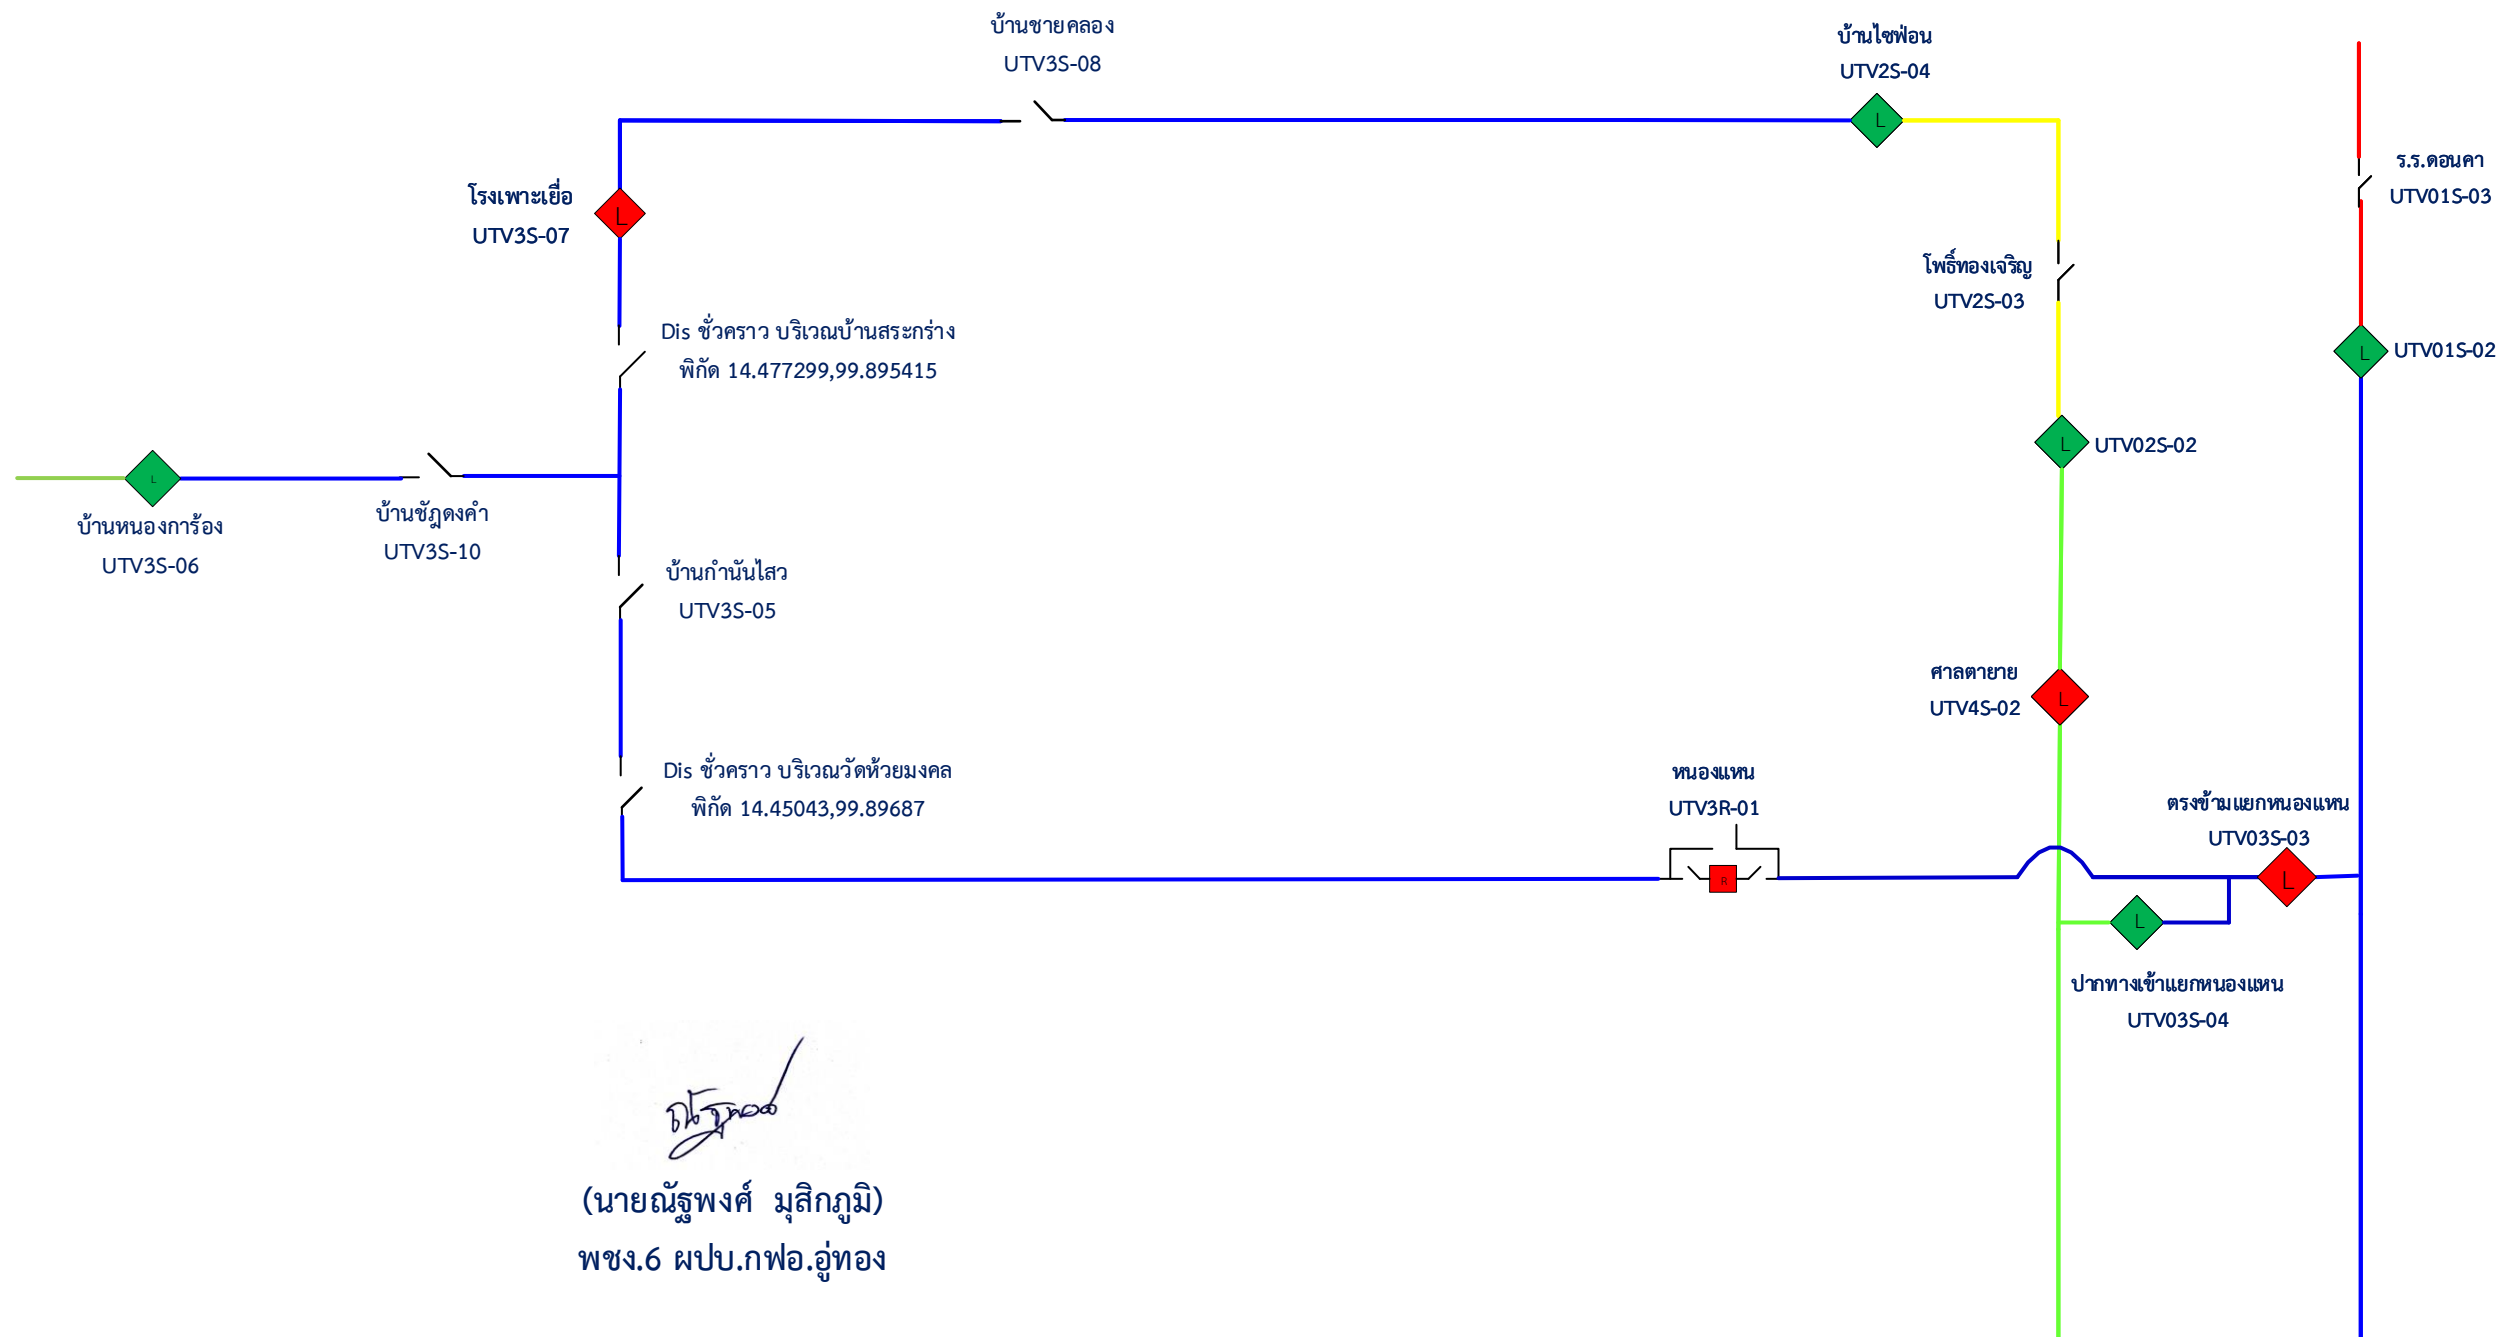 บ้านชายคลอง
UTV3S-08
บ้านไซฟ่อน
UTV2S-04
ร.ร.ดอนคา
UTV01S-03
โรงเพาะเยื่อ
UTV3S-07
L
L
โพธิ์ทองเจริญ
UTV2S-03
Dis ชั่วคราว บริเวณบ้านสระกร่าง
พิกัด 14.477299,99.895415
L
UTV01S-02
L
UTV02S-02
L
บ้านหนองการ้อง
UTV3S-06
บ้านชัฎดงคำ
UTV3S-10
บ้านกำนันไสว
UTV3S-05
ศาลตายาย
UTV4S-02
L
Dis ชั่วคราว บริเวณวัดห้วยมงคล
พิกัด 14.45043,99.89687
หนองแหน
UTV3R-01
R
ตรงข้ามแยกหนองแหน
UTV03S-03
L
L
ปากทางเข้าแยกหนองแหน
UTV03S-04
ณัฐพงศ์
(นายณัฐพงศ์ มุสิกภูมิ)
พชง.6 ผปบ.กฟอ.อู่ทอง